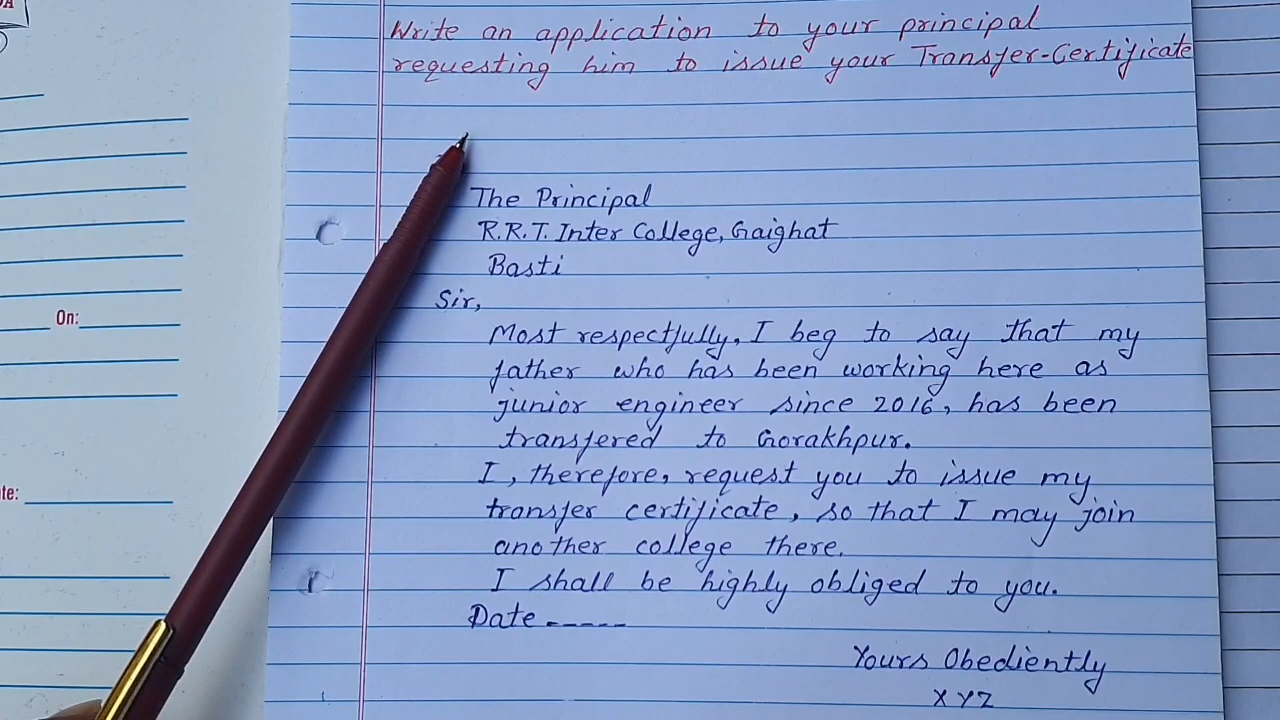 Write an application to your principal
requesting him to issue your Transfer-Certificate
The Principal
R.R.T. Inter College, Gaighat
Basti
Sir,
Most respectfully, I beg to say that my
father who has been working here as
junior engineer since 2016, has been
transfered to Gorakhpur.
I, therefore, request you to issue my
transfer certificate, so that I may join
another college there.
I shall be highly obliged to you.
Date -----
Yours Obediently
XYZ
On: